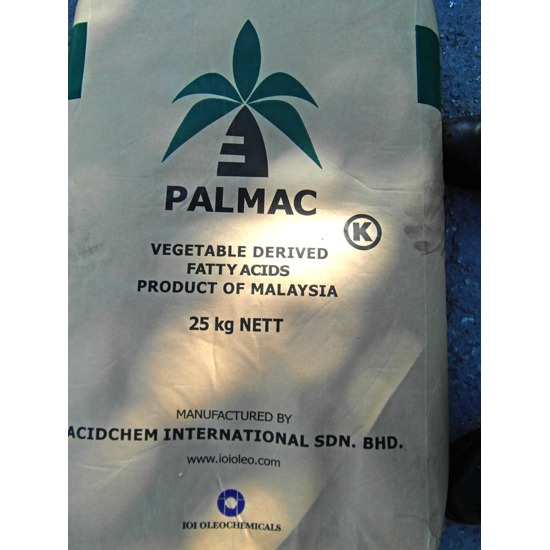 PALMAC
K
VEGETABLE DERIVED
FATTY ACIDS
PRODUCT OF MALAYSIA
25 kg NETT
MANUFACTURED BY
ACIDCHEM INTERNATIONAL SDN. BHD.
www.ioioleo.com
IOI OLEOCHEMICALS